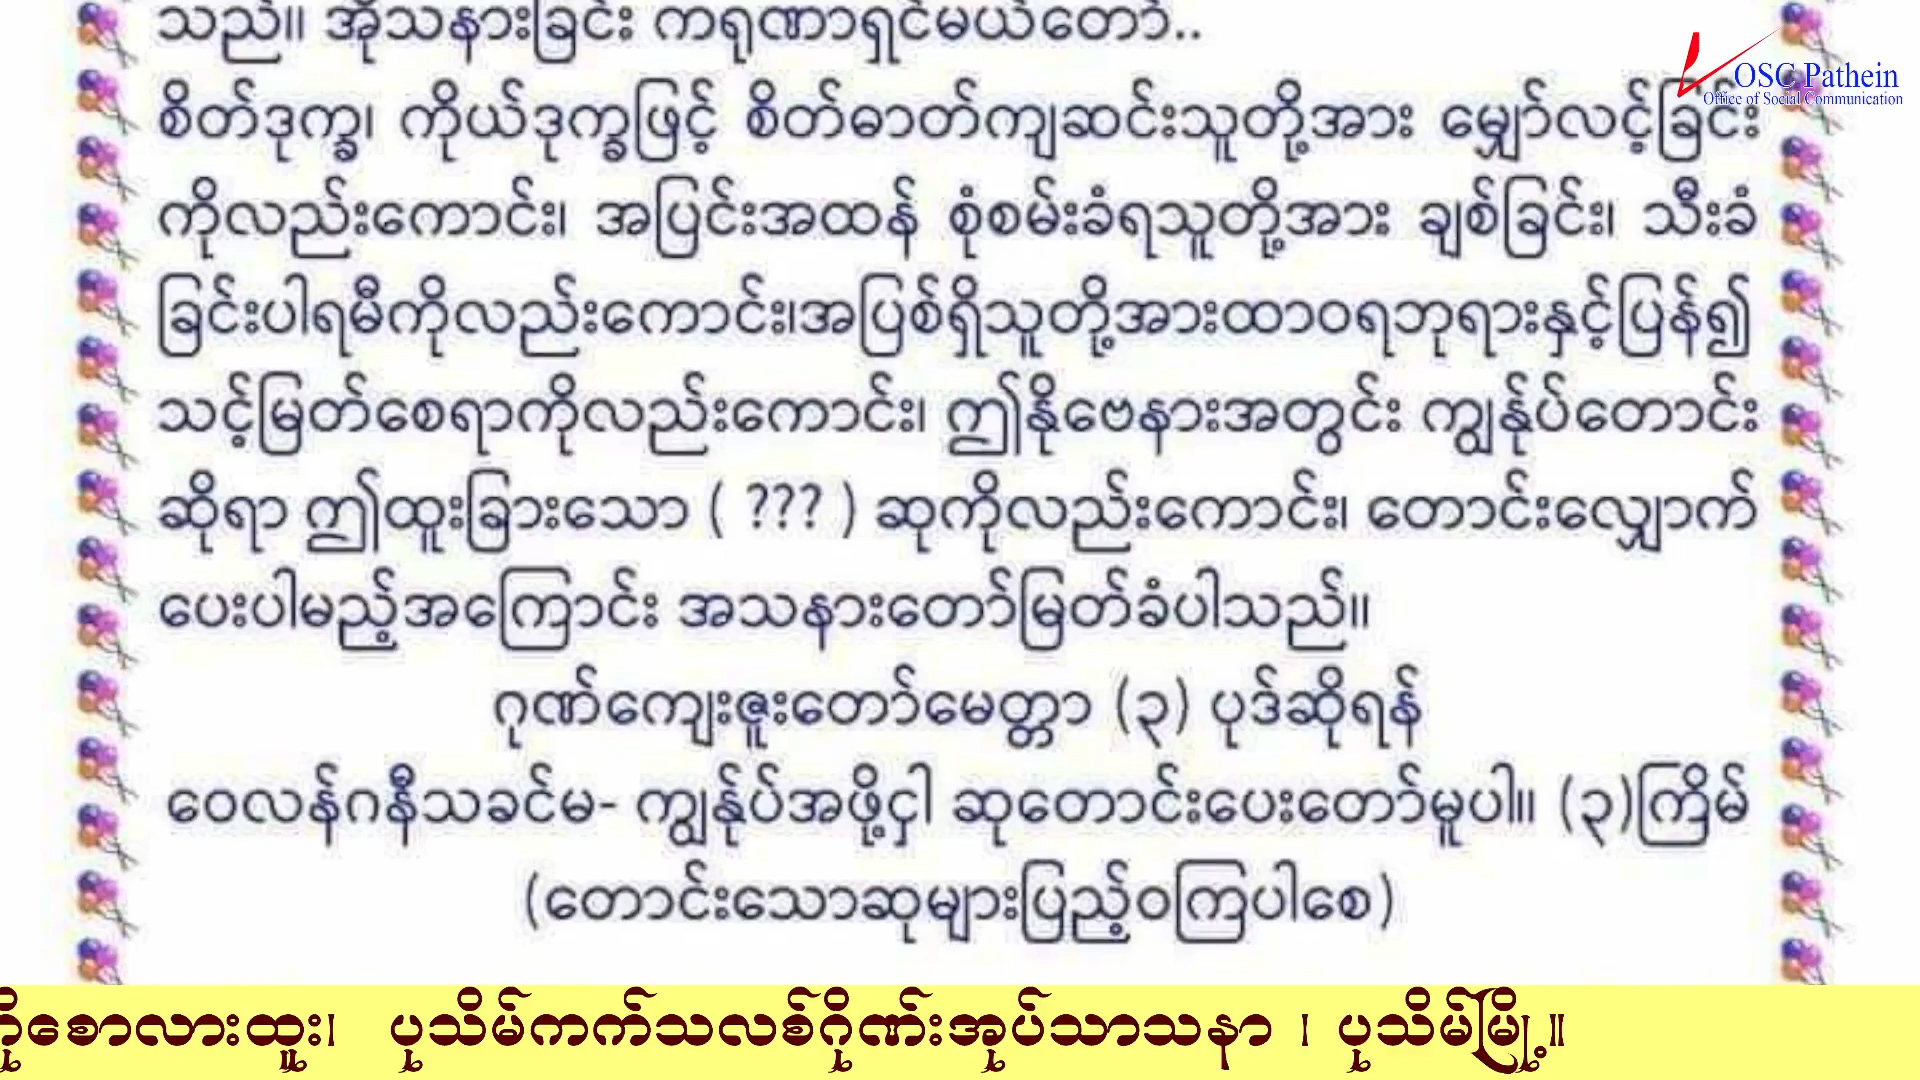 သည်။ အိုသနားခြင်း ကရုဏာရှင်မယ်တော်..
စိတ်ဒုက္ခ၊ ကိုယ်ဒုက္ခဖြင့် စိတ်ဓာတ်ကျဆင်းသူတို့အား မျှော်လင့်ခြင်း
ကိုလည်းကောင်း၊ အပြင်းအထန် စုံစမ်းခံရသူတို့အား ချစ်ခြင်း၊ သီးခံ
ခြင်းပါရမီကိုလည်းကောင်း၊အပြစ်ရှိသူတို့အားထာဝရဘုရားနှင့်ပြန်၍
သင့်မြတ်စေရာကိုလည်းကောင်း၊ ဤနိုဗေနားအတွင်း ကျွန်ုပ်တောင်း
ဆိုရာ ဤထူးခြားသော ( ??? ) ဆုကိုလည်းကောင်း၊ တောင်းလျှောက်
ပေးပါမည့်အကြောင်း အသနားတော်မြတ်ခံပါသည်။
ဂုဏ်ကျေးဇူးတော်မေတ္တာ (၃) ပုဒ်ဆိုရန်
ဝေလန်ဂနီသခင်မ- ကျွန်ုပ်အဖို့ငှါ ဆုတောင်းပေးတော်မူပါ။ (၃)ကြိမ်
(တောင်းသောဆုများပြည့်ဝကြပါစေ)
OSC Pathein
Office of Social Communication
တို့စောလားထူး၊ ပုသိမ်ကက်သလစ်ဂိုဏ်းအုပ်သာသနာ ၊ ပုသိမ်မြို့။